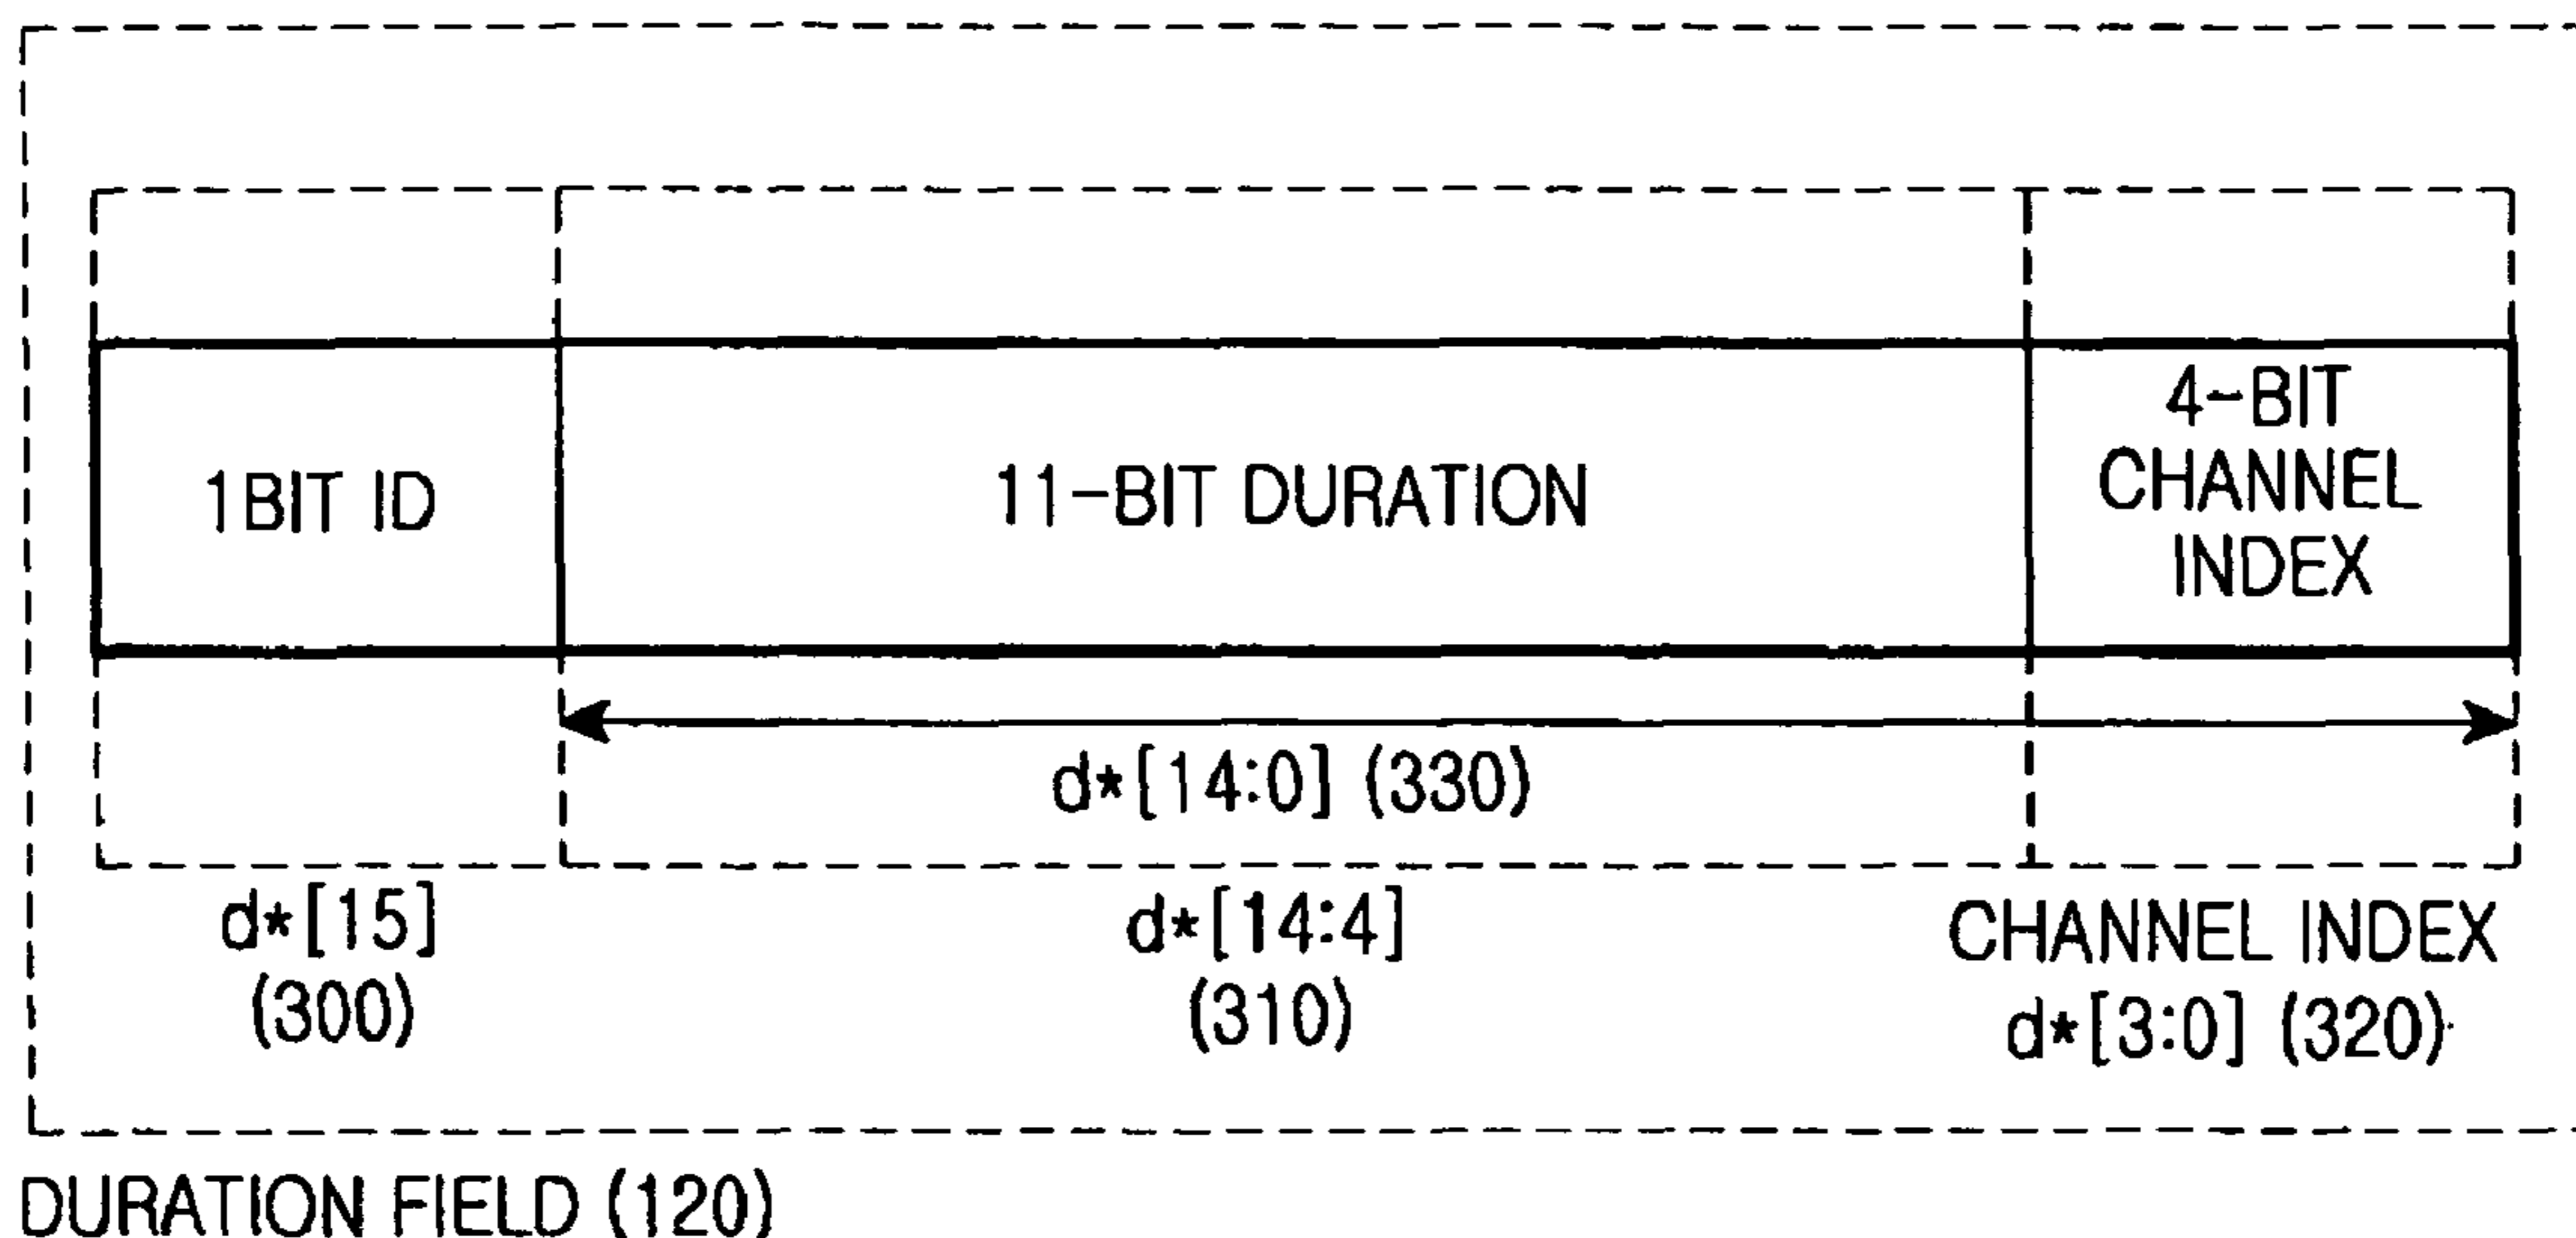 1BIT ID
11-BIT DURATION
4-BIT
CHANNEL
INDEX
d*[14:0] (330)
d*[15]
(300)
d*[14:4]
(310)
CHANNEL INDEX
d*[3:0] (320)
DURATION FIELD (120)